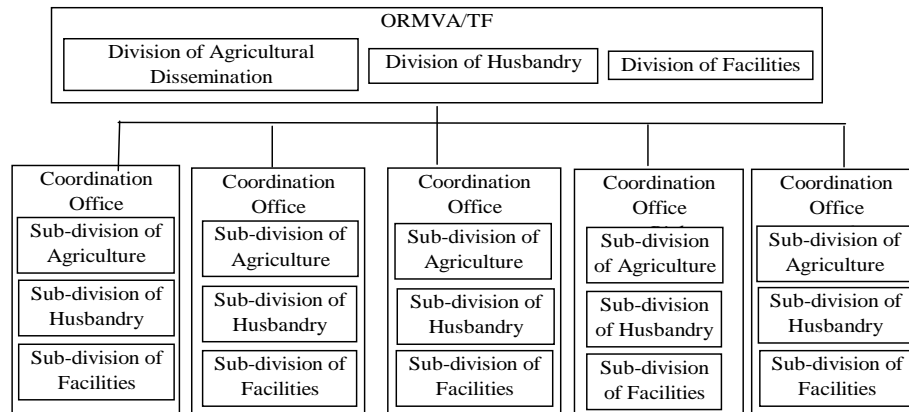 ORMVA/TF
Division of Agricultural
Dissemination
Division of Husbandry
Division of Facilities
Coordination
Office
Sub-division of
Agriculture
Sub-division of
Husbandry
Sub-division of
Facilities
Coordination
Office
Sub-division of
Agriculture
Sub-division of
Husbandry
Sub-division of
Facilities
Coordination
Office
Sub-division of
Agriculture
Sub-division of
Husbandry
Sub-division of
Facilities
Coordination
Office
Sub-division
of Agriculture
Sub-division
of Husbandry
Sub-division
of Facilities
Coordination
Office
Sub-division of
Agriculture
Sub-division of
Husbandry
Sub-division of
Facilities